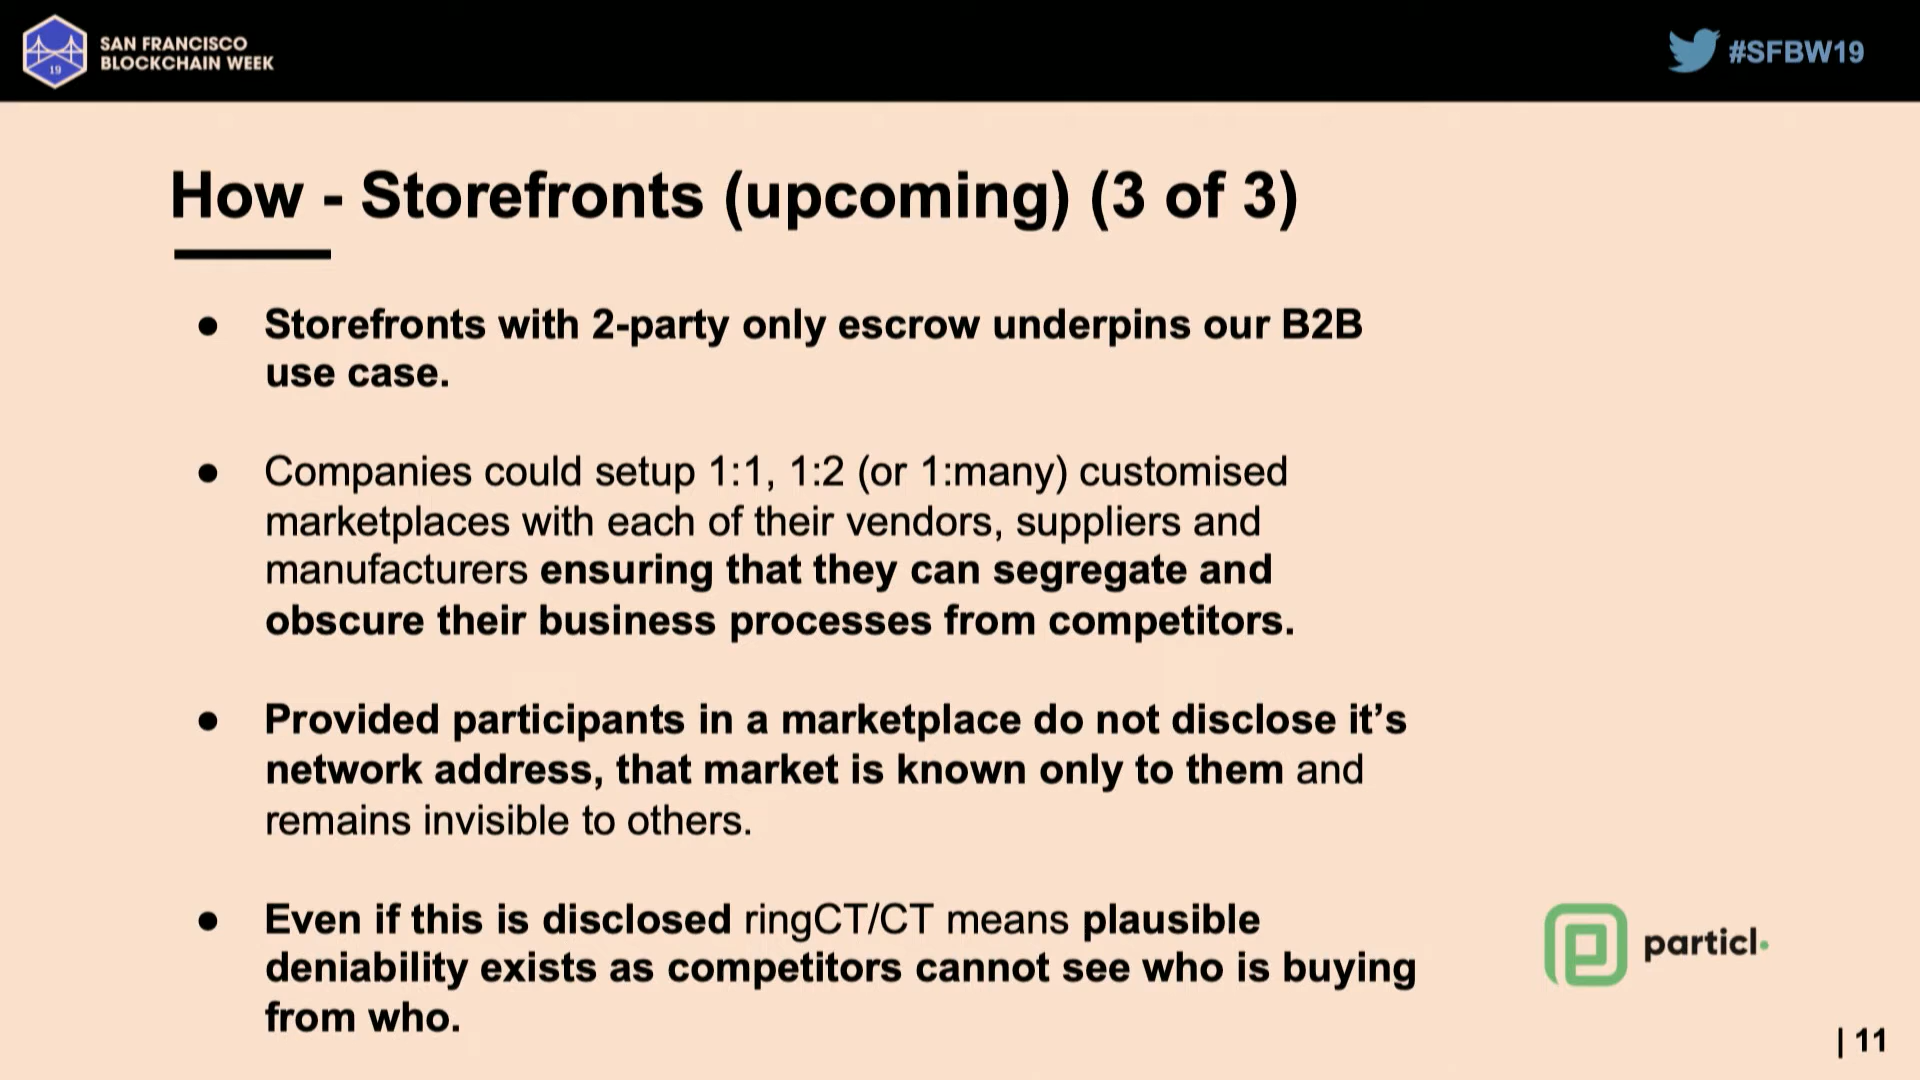 SAN FRANCISCO
BLOCKCHAIN WEEK
19
#SFBW19
How - Storefronts (upcoming) (3 of 3)
● Storefronts with 2-party only escrow underpins our B2B
use case.
● Companies could setup 1:1, 1:2 (or 1:many) customised
marketplaces with each of their vendors, suppliers and
manufacturers ensuring that they can segregate and
obscure their business processes from competitors.
● Provided participants in a marketplace do not disclose it’s
network address, that market is known only to them and
remains invisible to others.
● Even if this is disclosed ringCT/CT means plausible
deniability exists as competitors cannot see who is buying
from who.
particl.
| 11